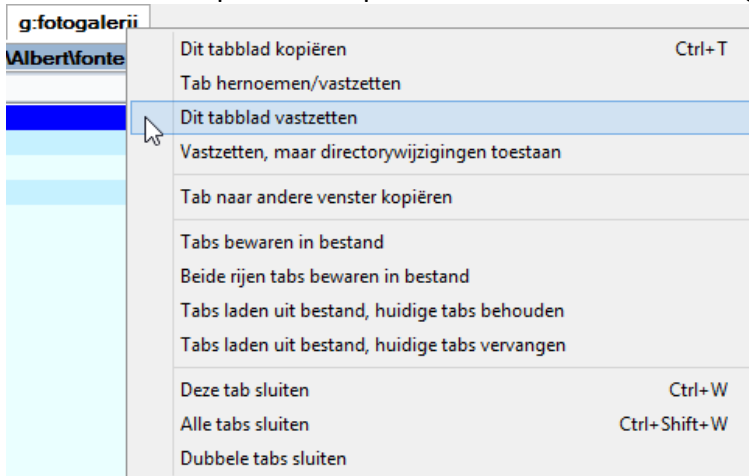 g:fotogalerij
\Albert\fonte
Dit tabblad kopiëren Ctrl+T
Tab hernoemen/vastzetten
Dit tabblad vastzetten
Vastzetten, maar directorywijzigingen toestaan
Tab naar andere venster kopiëren
Tabs bewaren in bestand
Beide rijen tabs bewaren in bestand
Tabs laden uit bestand, huidige tabs behouden
Tabs laden uit bestand, huidige tabs vervangen
Deze tab sluiten Ctrl+W
Alle tabs sluiten Ctrl+Shift+W
Dubbele tabs sluiten